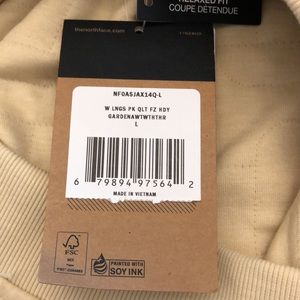 RELAXED FIT
COUPE DÉTENDUE
thenorthface.com
NF0A5JAX14Q-L
W LNGS PK QLT FZ HDY
GARDENAWTWTHTHR
L
6 79894 97564 2
MADE IN VIETNAM
FSC
MIX
PRINTED WITH
SOY INK